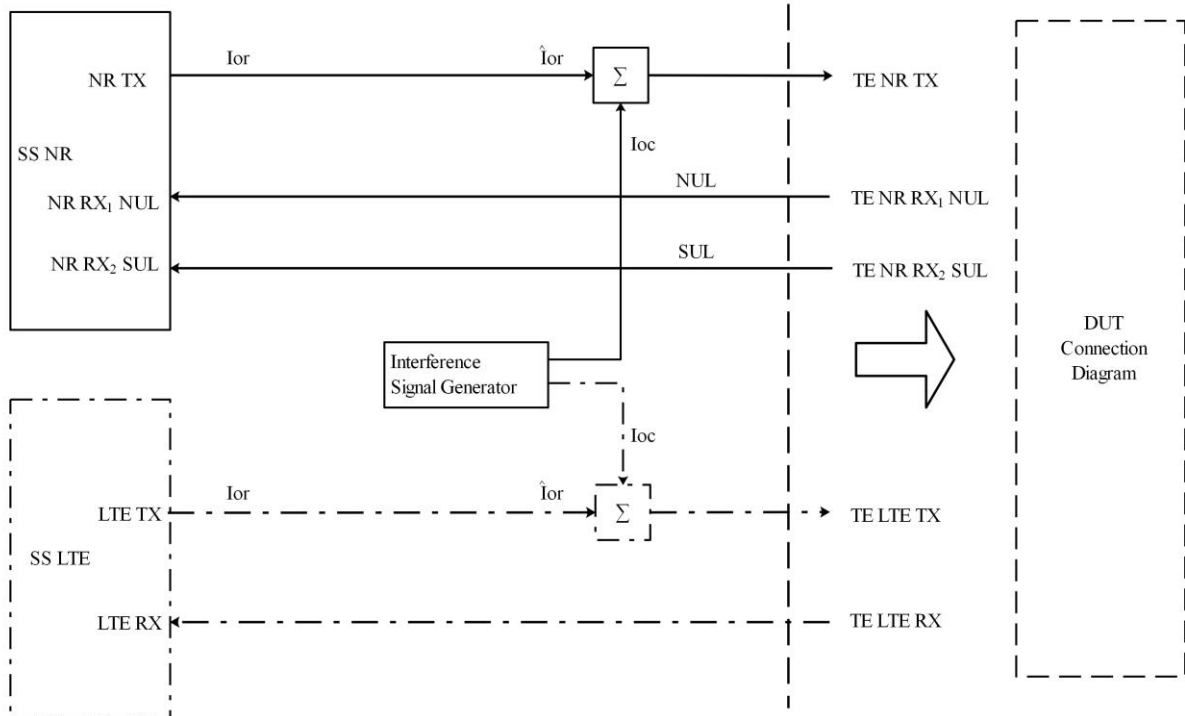 Ior
Îor
NR TX
∑
TE NR TX
SS NR
Ioc
NUL
NR RX₁ NUL
TE NR RX₁ NUL
SUL
NR RX₂ SUL
TE NR RX₂ SUL
DUT
Connection
Diagram
Interference
Signal Generator
Ioc
Ior
Îor
LTE TX
∑
TE LTE TX
SS LTE
LTE RX
TE LTE RX